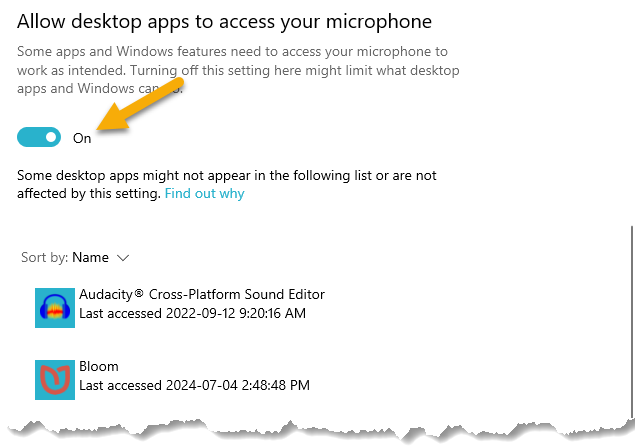 Allow desktop apps to access your microphone
Some apps and Windows features need to access your microphone to
work as intended. Turning off this setting here might limit what desktop
apps and Windows can do.
On
Some desktop apps might not appear in the following list or are not
affected by this setting. Find out why
Sort by: Name
Audacity® Cross-Platform Sound Editor
Last accessed 2022-09-12 9:20:16 AM
Bloom
Last accessed 2024-07-04 2:48:48 PM